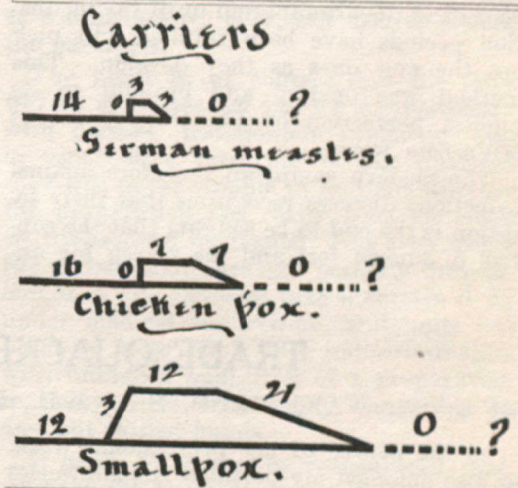 Carriers
3
14 0 3 0 ?
German measles.
7 7
16 0 0 ?
Chicken pox.
12
3 21
12 0 ?
Smallpox.